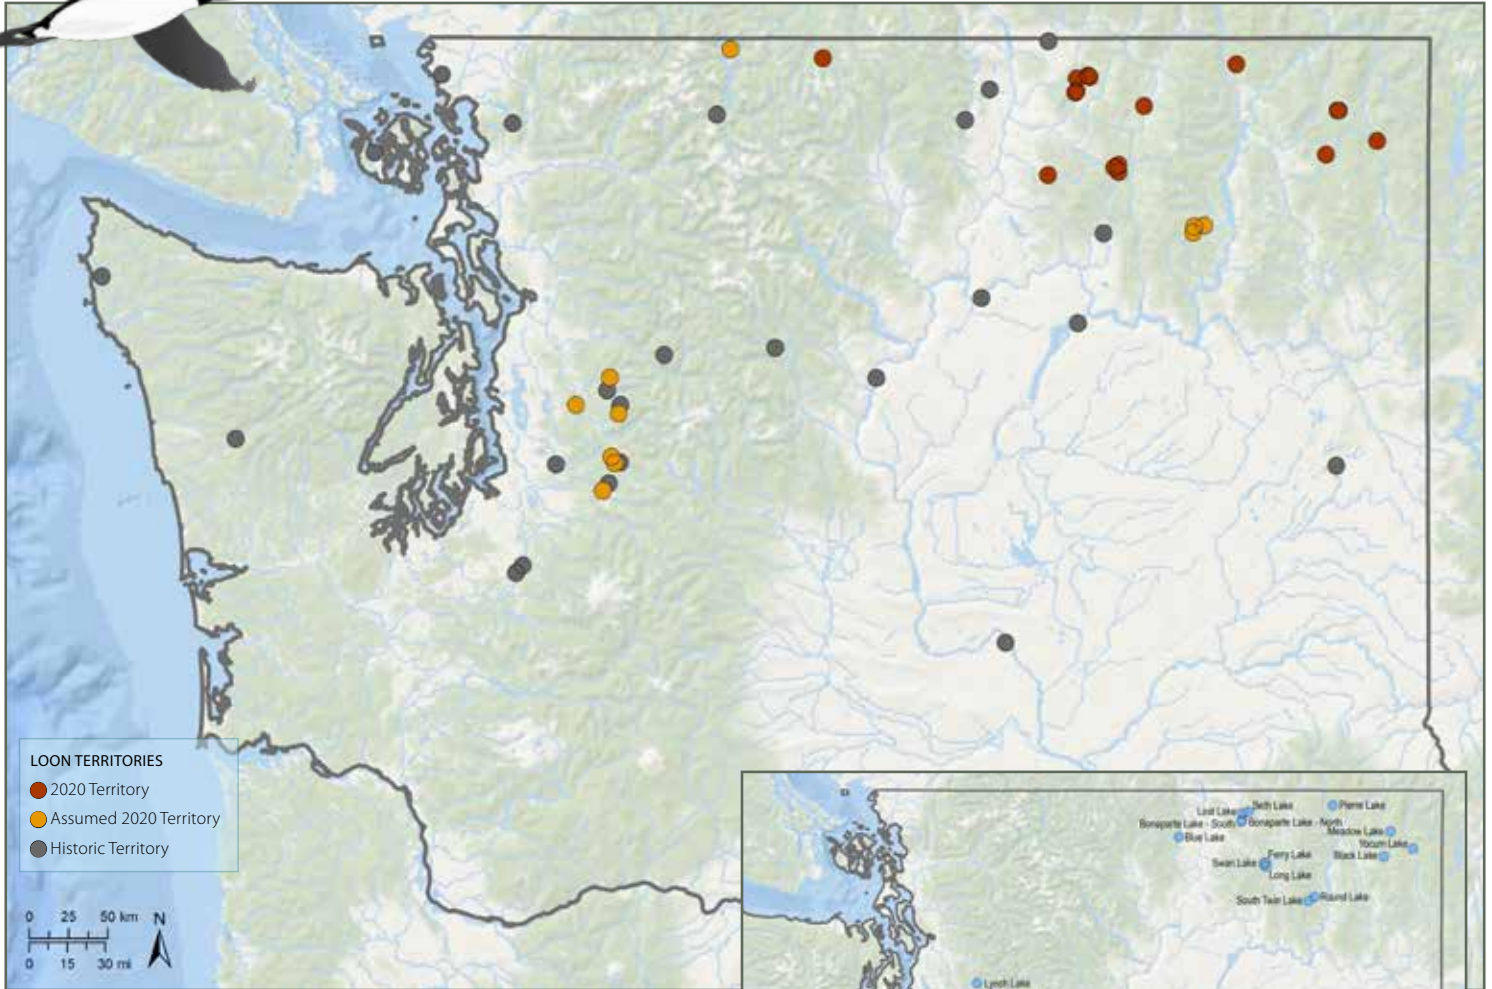 LOON TERRITORIES
2020 Territory
Assumed 2020 Territory
Historic Territory
0 25 50 km N
0 15 30 mi
Lost Lake
Beth Lake
Pierre Lake
Bonaparte Lake - South
Bonaparte Lake - North
Blue Lake
Meadow Lake
Yocum Lake
Black Lake
Ferry Lake
Swan Lake
Long Lake
South Twin Lake
Round Lake
Lynch Lake